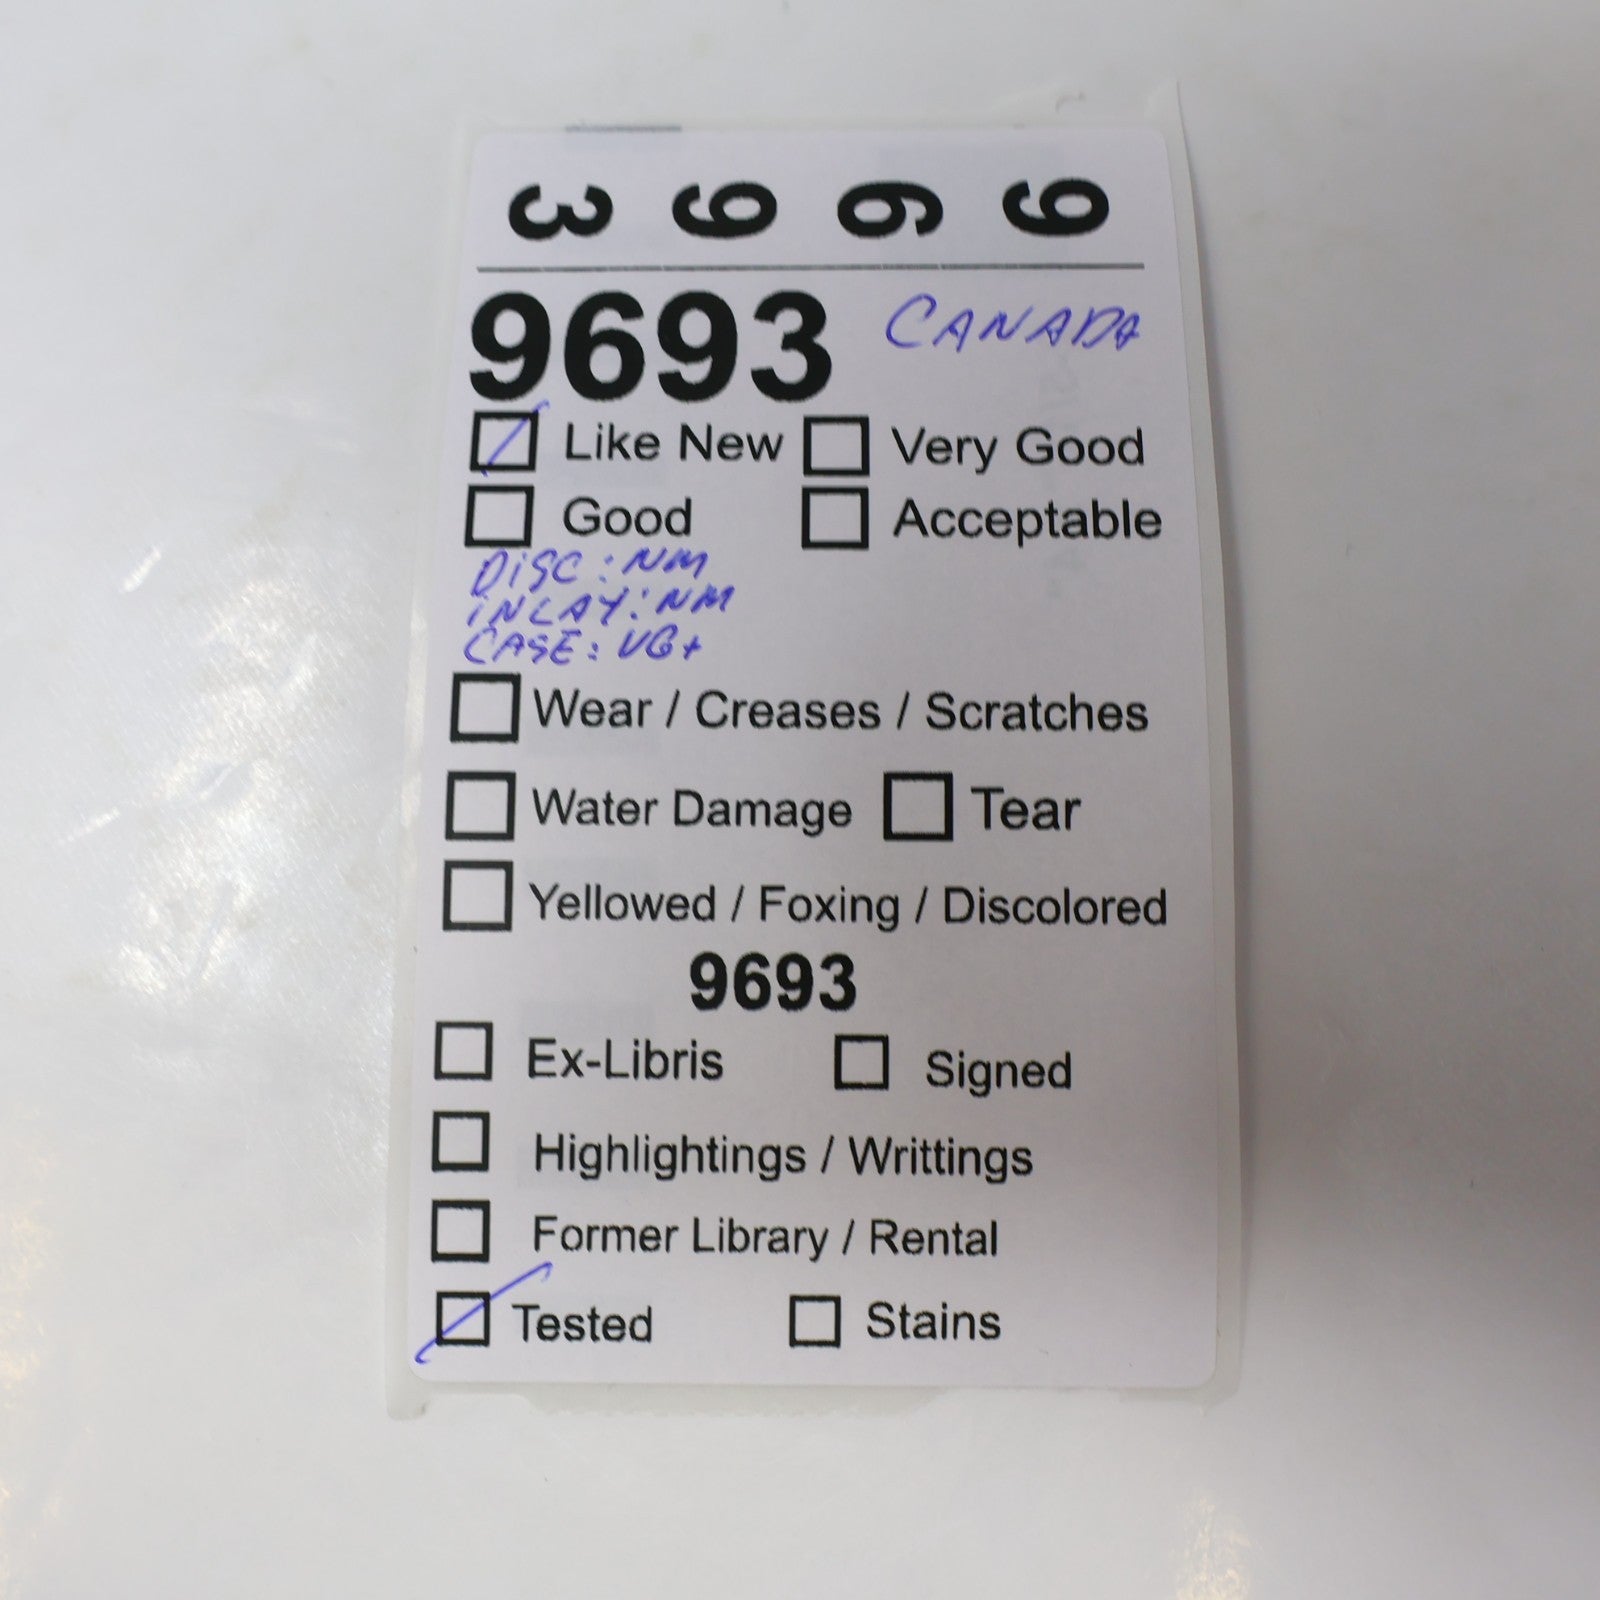 3 9 6 9
9693 CANADA
Like New Very Good
Good Acceptable
DiSC: NM
iNLAY: NM
CASE: VG+
Wear / Creases / Scratches
Water Damage Tear
Yellowed / Foxing / Discolored
9693
Ex-Libris Signed
Highlightings / Writtings
Former Library / Rental
Tested Stains